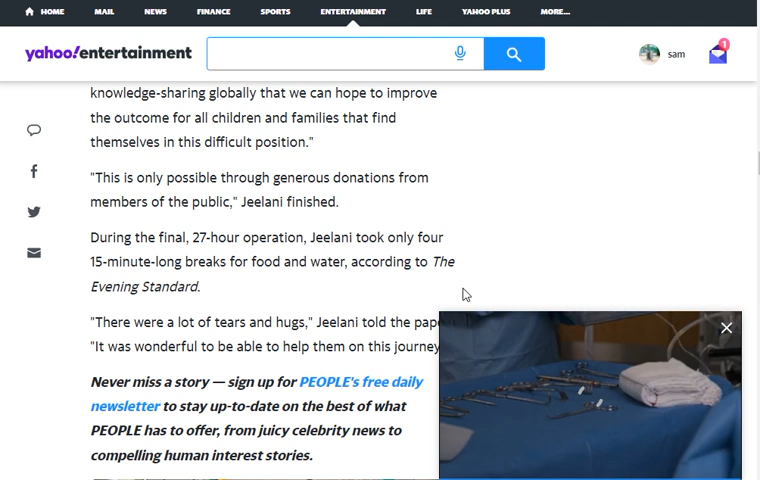 HOME MAIL NEWS FINANCE SPORTS ENTERTAINMENT LIFE YAHOO PLUS MORE...
yahoo!entertainment
sam
1
knowledge-sharing globally that we can hope to improve
the outcome for all children and families that find
themselves in this difficult position."
"This is only possible through generous donations from
members of the public," Jeelani finished.
During the final, 27-hour operation, Jeelani took only four
15-minute-long breaks for food and water, according to The
Evening Standard.
"There were a lot of tears and hugs," Jeelani told the
"It was wonderful to be able to help them on this journey
Never miss a story — sign up for PEOPLE's free daily
newsletter to stay up-to-date on the best of what
PEOPLE has to offer, from juicy celebrity news to
compelling human interest stories.